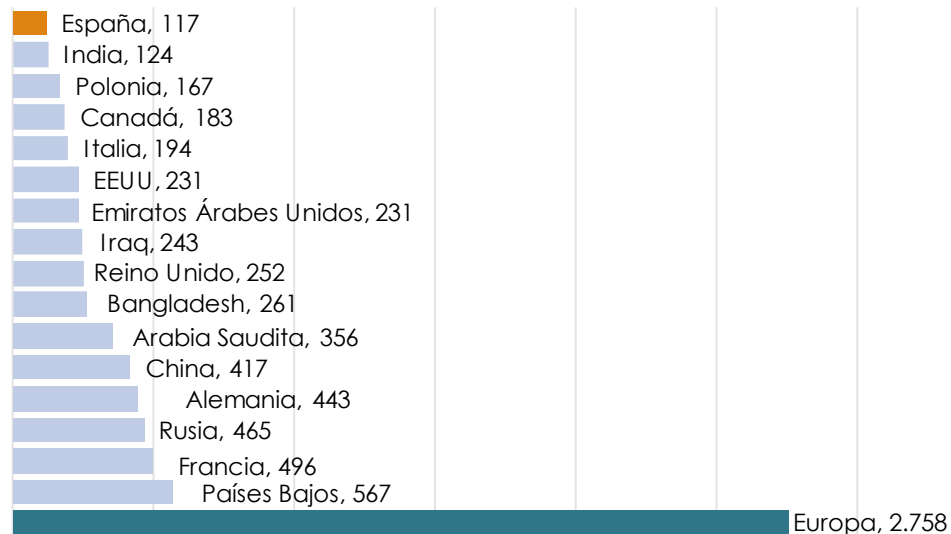 España, 117
India, 124
Polonia, 167
Canadá, 183
Italia, 194
EEUU, 231
Emiratos Árabes Unidos, 231
Iraq, 243
Reino Unido, 252
Bangladesh, 261
Arabia Saudita, 356
China, 417
Alemania, 443
Rusia, 465
Francia, 496
Países Bajos, 567
Europa, 2.758